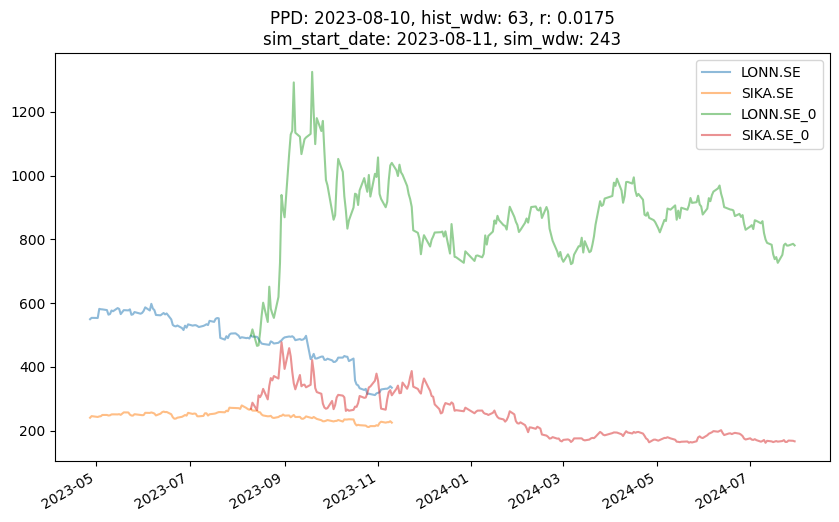 PPD: 2023-08-10, hist_wdw: 63, r: 0.0175
sim_start_date: 2023-08-11, sim_wdw: 243
LONN.SE
SIKA.SE
LONN.SE_0
SIKA.SE_0
1200
1000
800
600
400
200
2023-05
2023-07
2023-09
2023-11
2024-01
2024-03
2024-05
2024-07